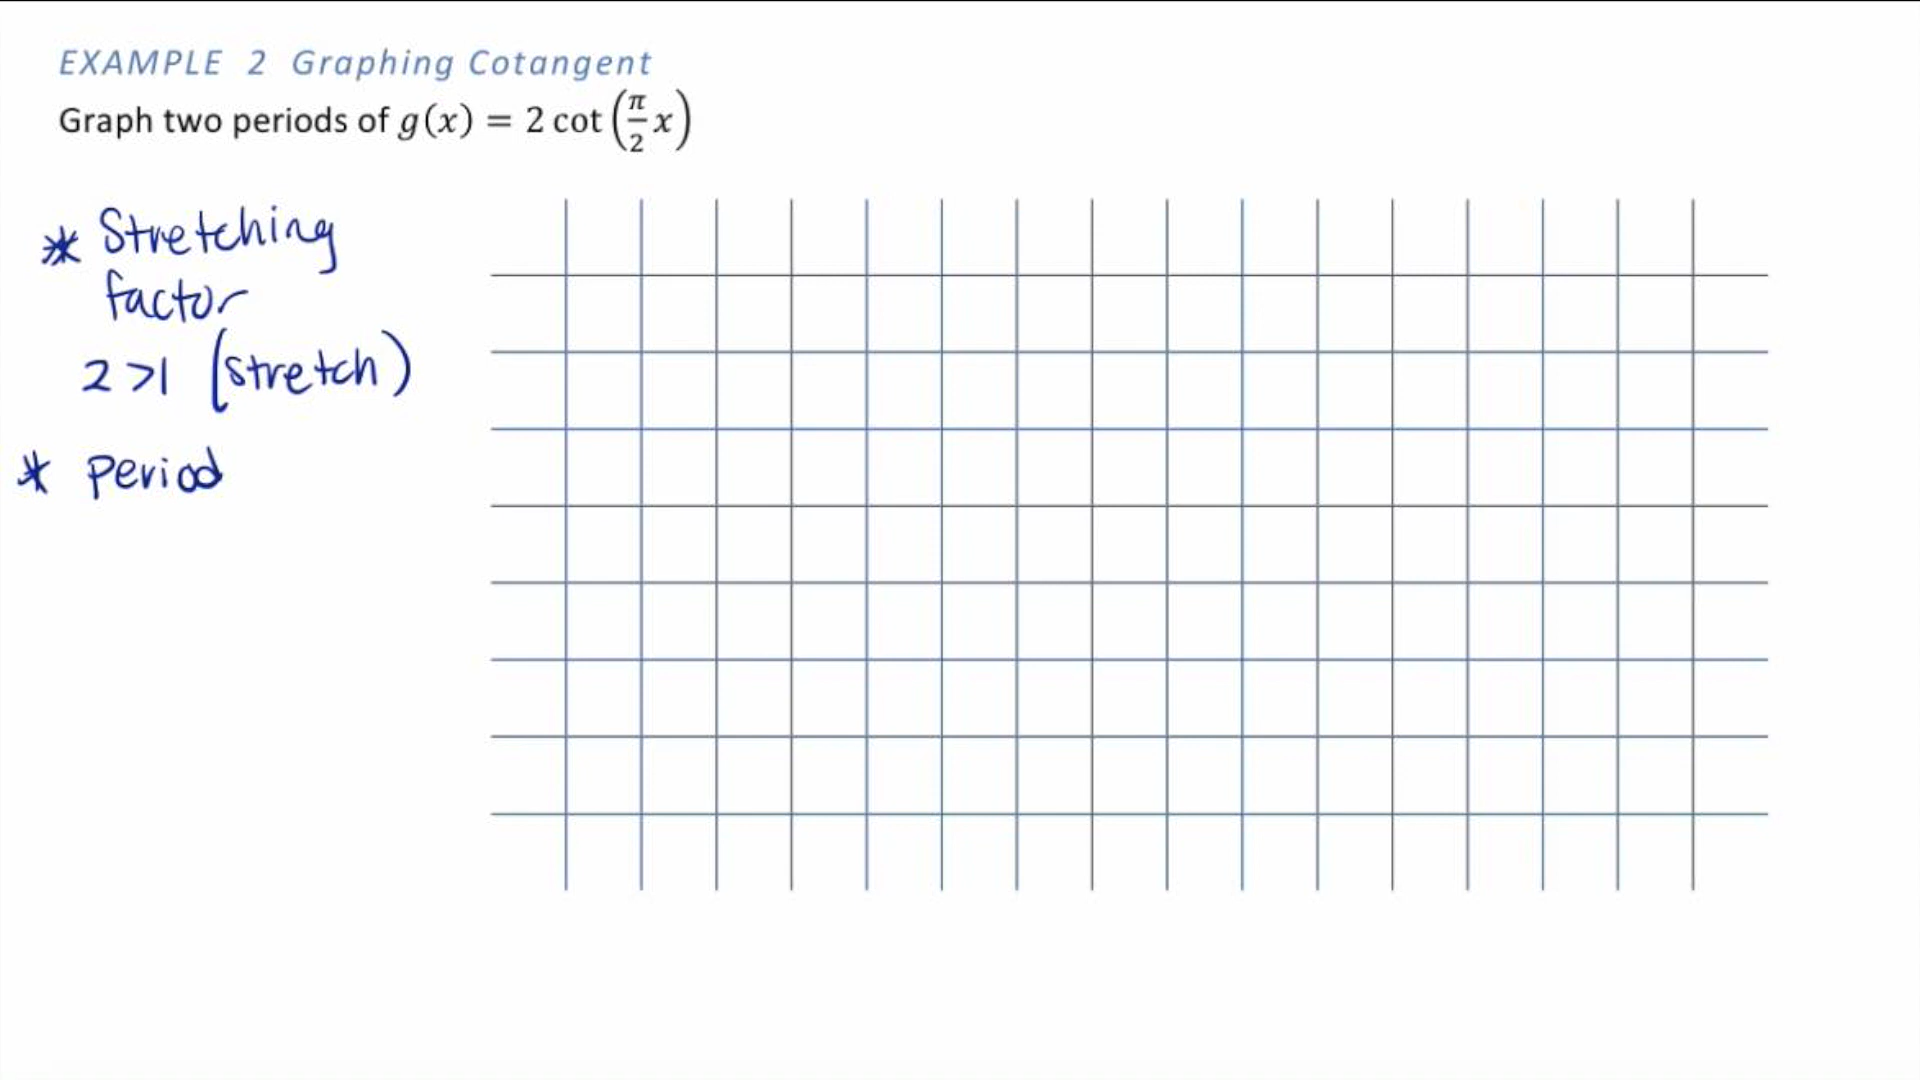 EXAMPLE 2 Graphing Cotangent
Graph two periods of g(x) = 2 cot(π/2 x)
* Stretching
factor
2 >1 (stretch)
* period